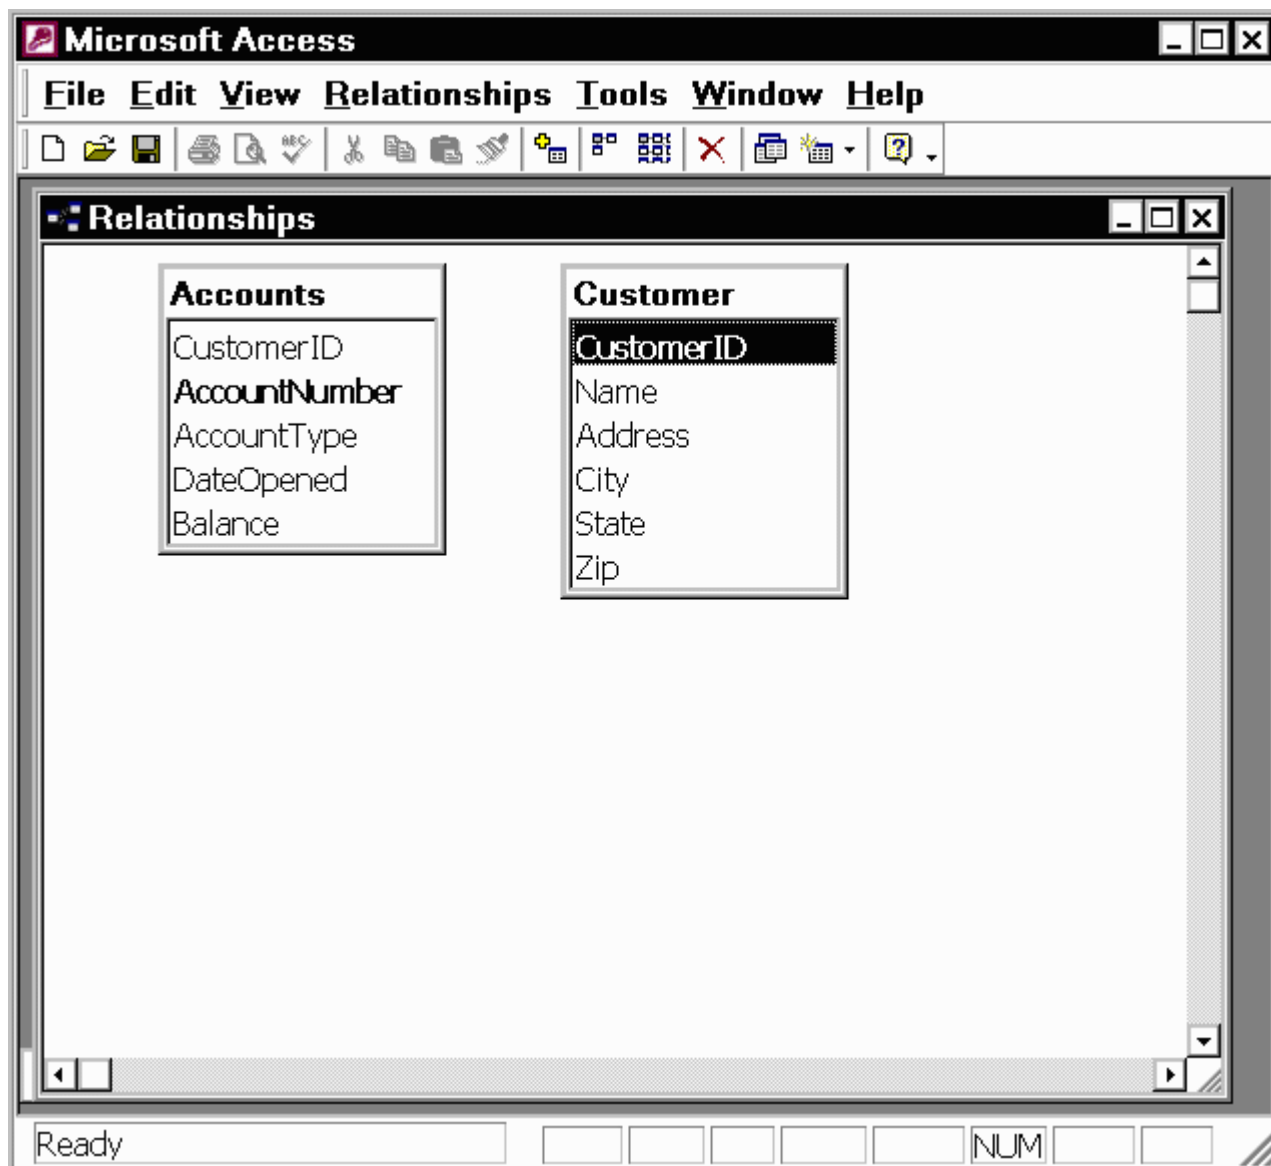 Microsoft Access
File Edit View Relationships Tools Window Help
ABC
Relationships
Accounts
CustomerID
AccountNumber
AccountType
DateOpened
Balance
Customer
CustomerID
Name
Address
City
State
Zip
Ready
NUM